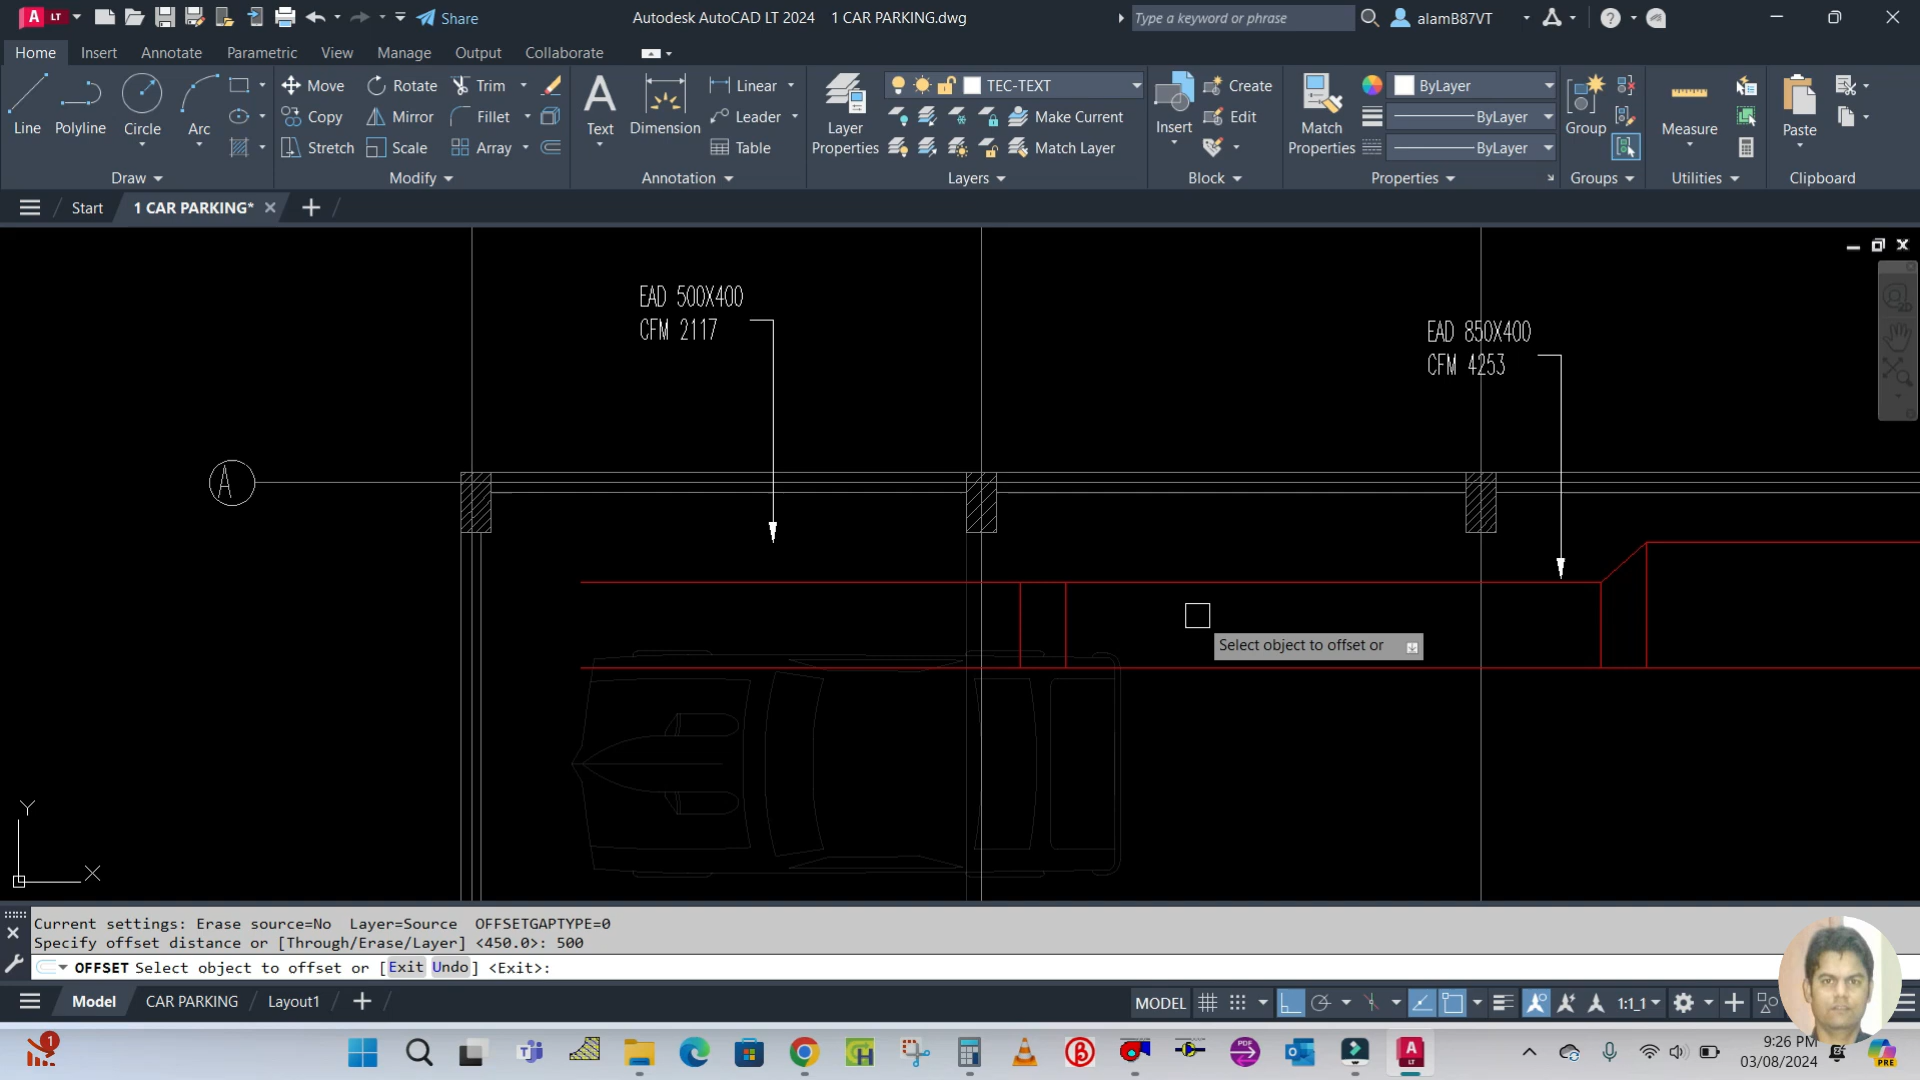 LT
Share
Autodesk AutoCAD LT 2024 1 CAR PARKING.dwg
Type a keyword or phrase
alamB87VT
Home Insert Annotate Parametric View Manage Output Collaborate
Line
Polyline
Circle
Arc
Draw
Move Rotate Trim
Copy Mirror Fillet
Stretch Scale Array
Modify
Text
Dimension
Linear
Leader
Table
Annotation
Layer Properties
TEC-TEXT
Make Current
Match Layer
Layers
Insert
Create
Edit
Block
Match Properties
ByLayer
ByLayer
ByLayer
Properties
Group
Groups
Measure
Utilities
Paste
Clipboard
Start 1 CAR PARKING*
EAD 500X400
CFM 2117
EAD 850X400
CFM 4253
A
Select object to offset or
Y
X
Current settings: Erase source=No Layer=Source OFFSETGAPTYPE=0
Specify offset distance or [Through/Erase/Layer] <450.0>: 500
OFFSET Select object to offset or [Exit Undo] <Exit>:
Model CAR PARKING Layout1
MODEL
1:1_1
1
9:26 PM
03/08/2024
PRE